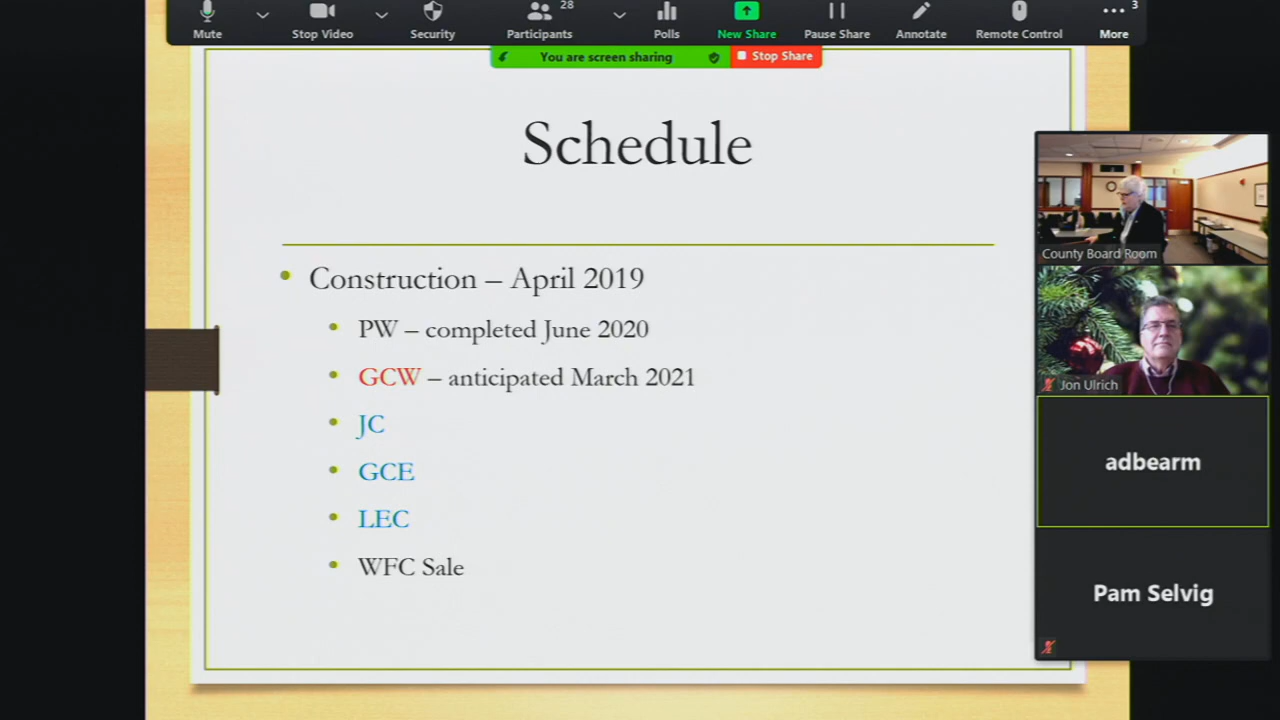 Mute
Stop Video
Security
28
Participants
Polls
New Share
Pause Share
Annotate
Remote Control
3
More
You are screen sharing
Stop Share
Schedule
Construction – April 2019
PW – completed June 2020
GCW – anticipated March 2021
JC
GCE
LEC
WFC Sale
County Board Room
Jon Ulrich
adbearm
Pam Selvig